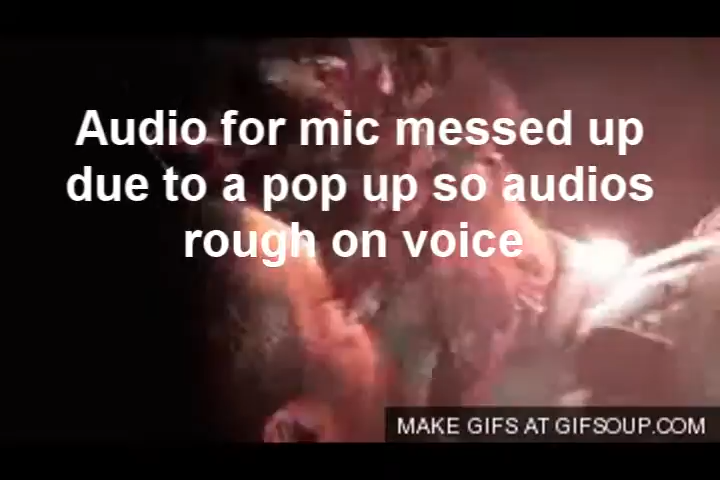 Audio for mic messed up
due to a pop up so audios
rough on voice
MAKE GIFS AT GIFSOUP.COM